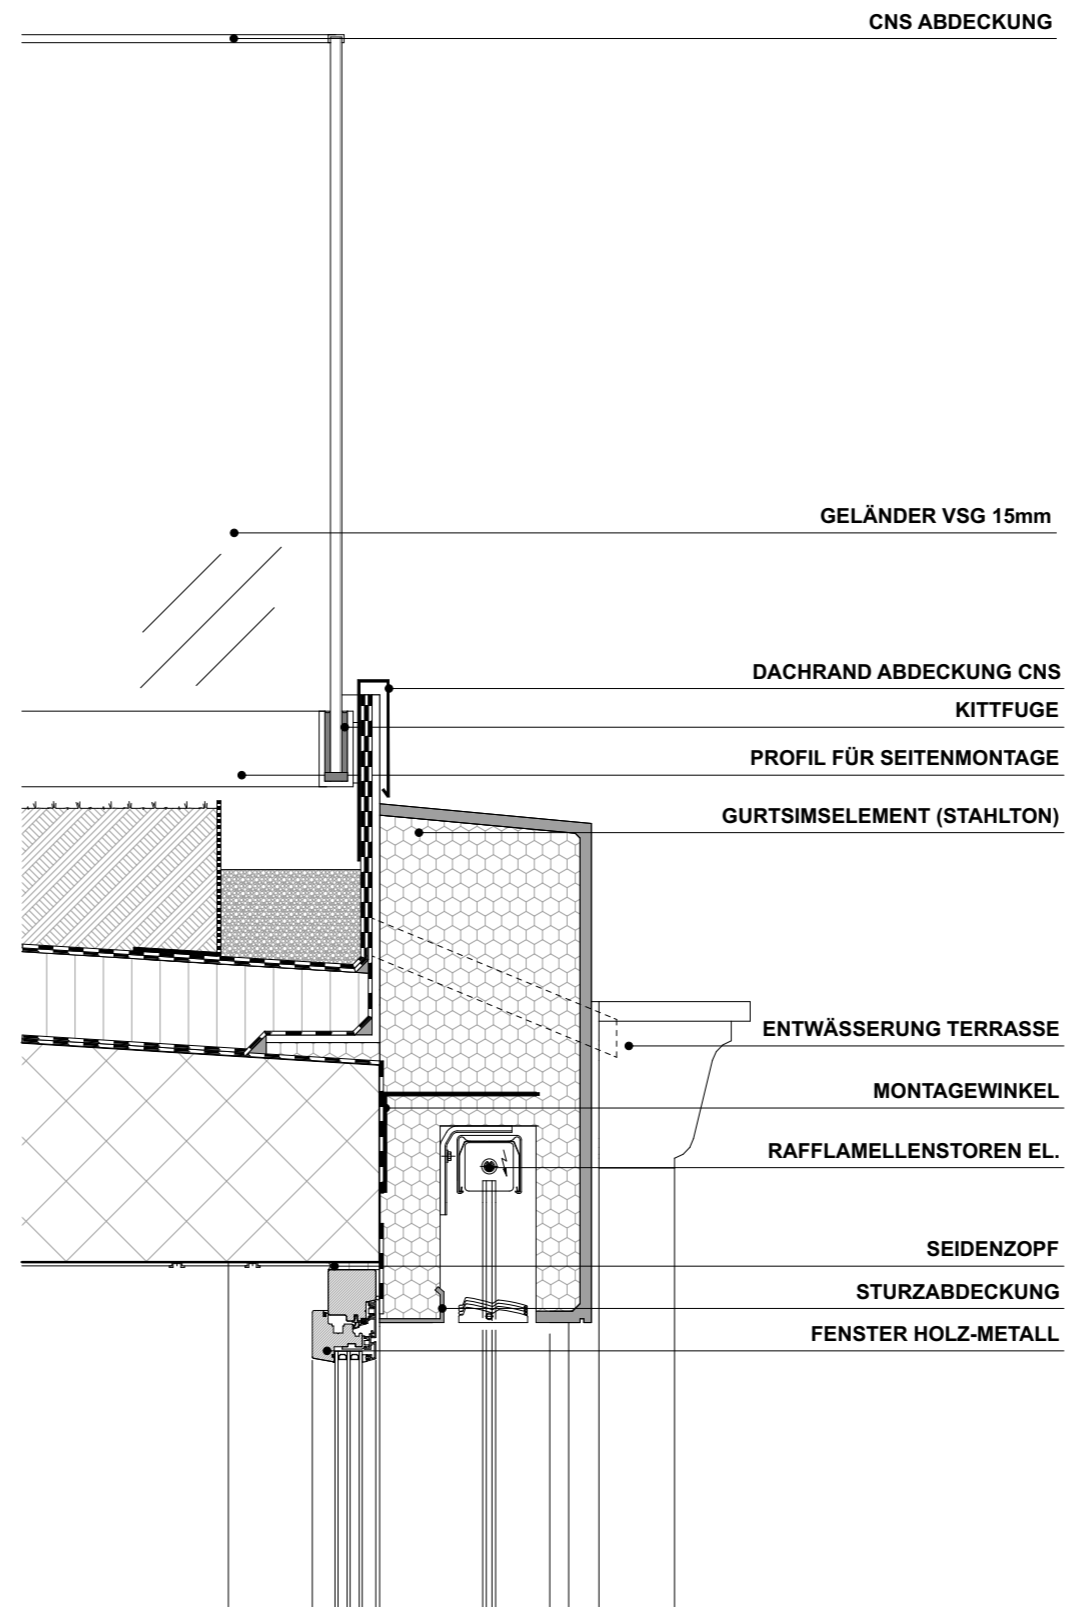 CNS ABDECKUNG
GELÄNDER VSG 15mm
DACHRAND ABDECKUNG CNS
KITTFUGE
PROFIL FÜR SEITENMONTAGE
GURTSIMSELEMENT (STAHLTON)
ENTWÄSSERUNG TERRASSE
MONTAGEWINKEL
RAFFLAMELLENSTOREN EL.
SEIDENZOPF
STURZABDECKUNG
FENSTER HOLZ-METALL